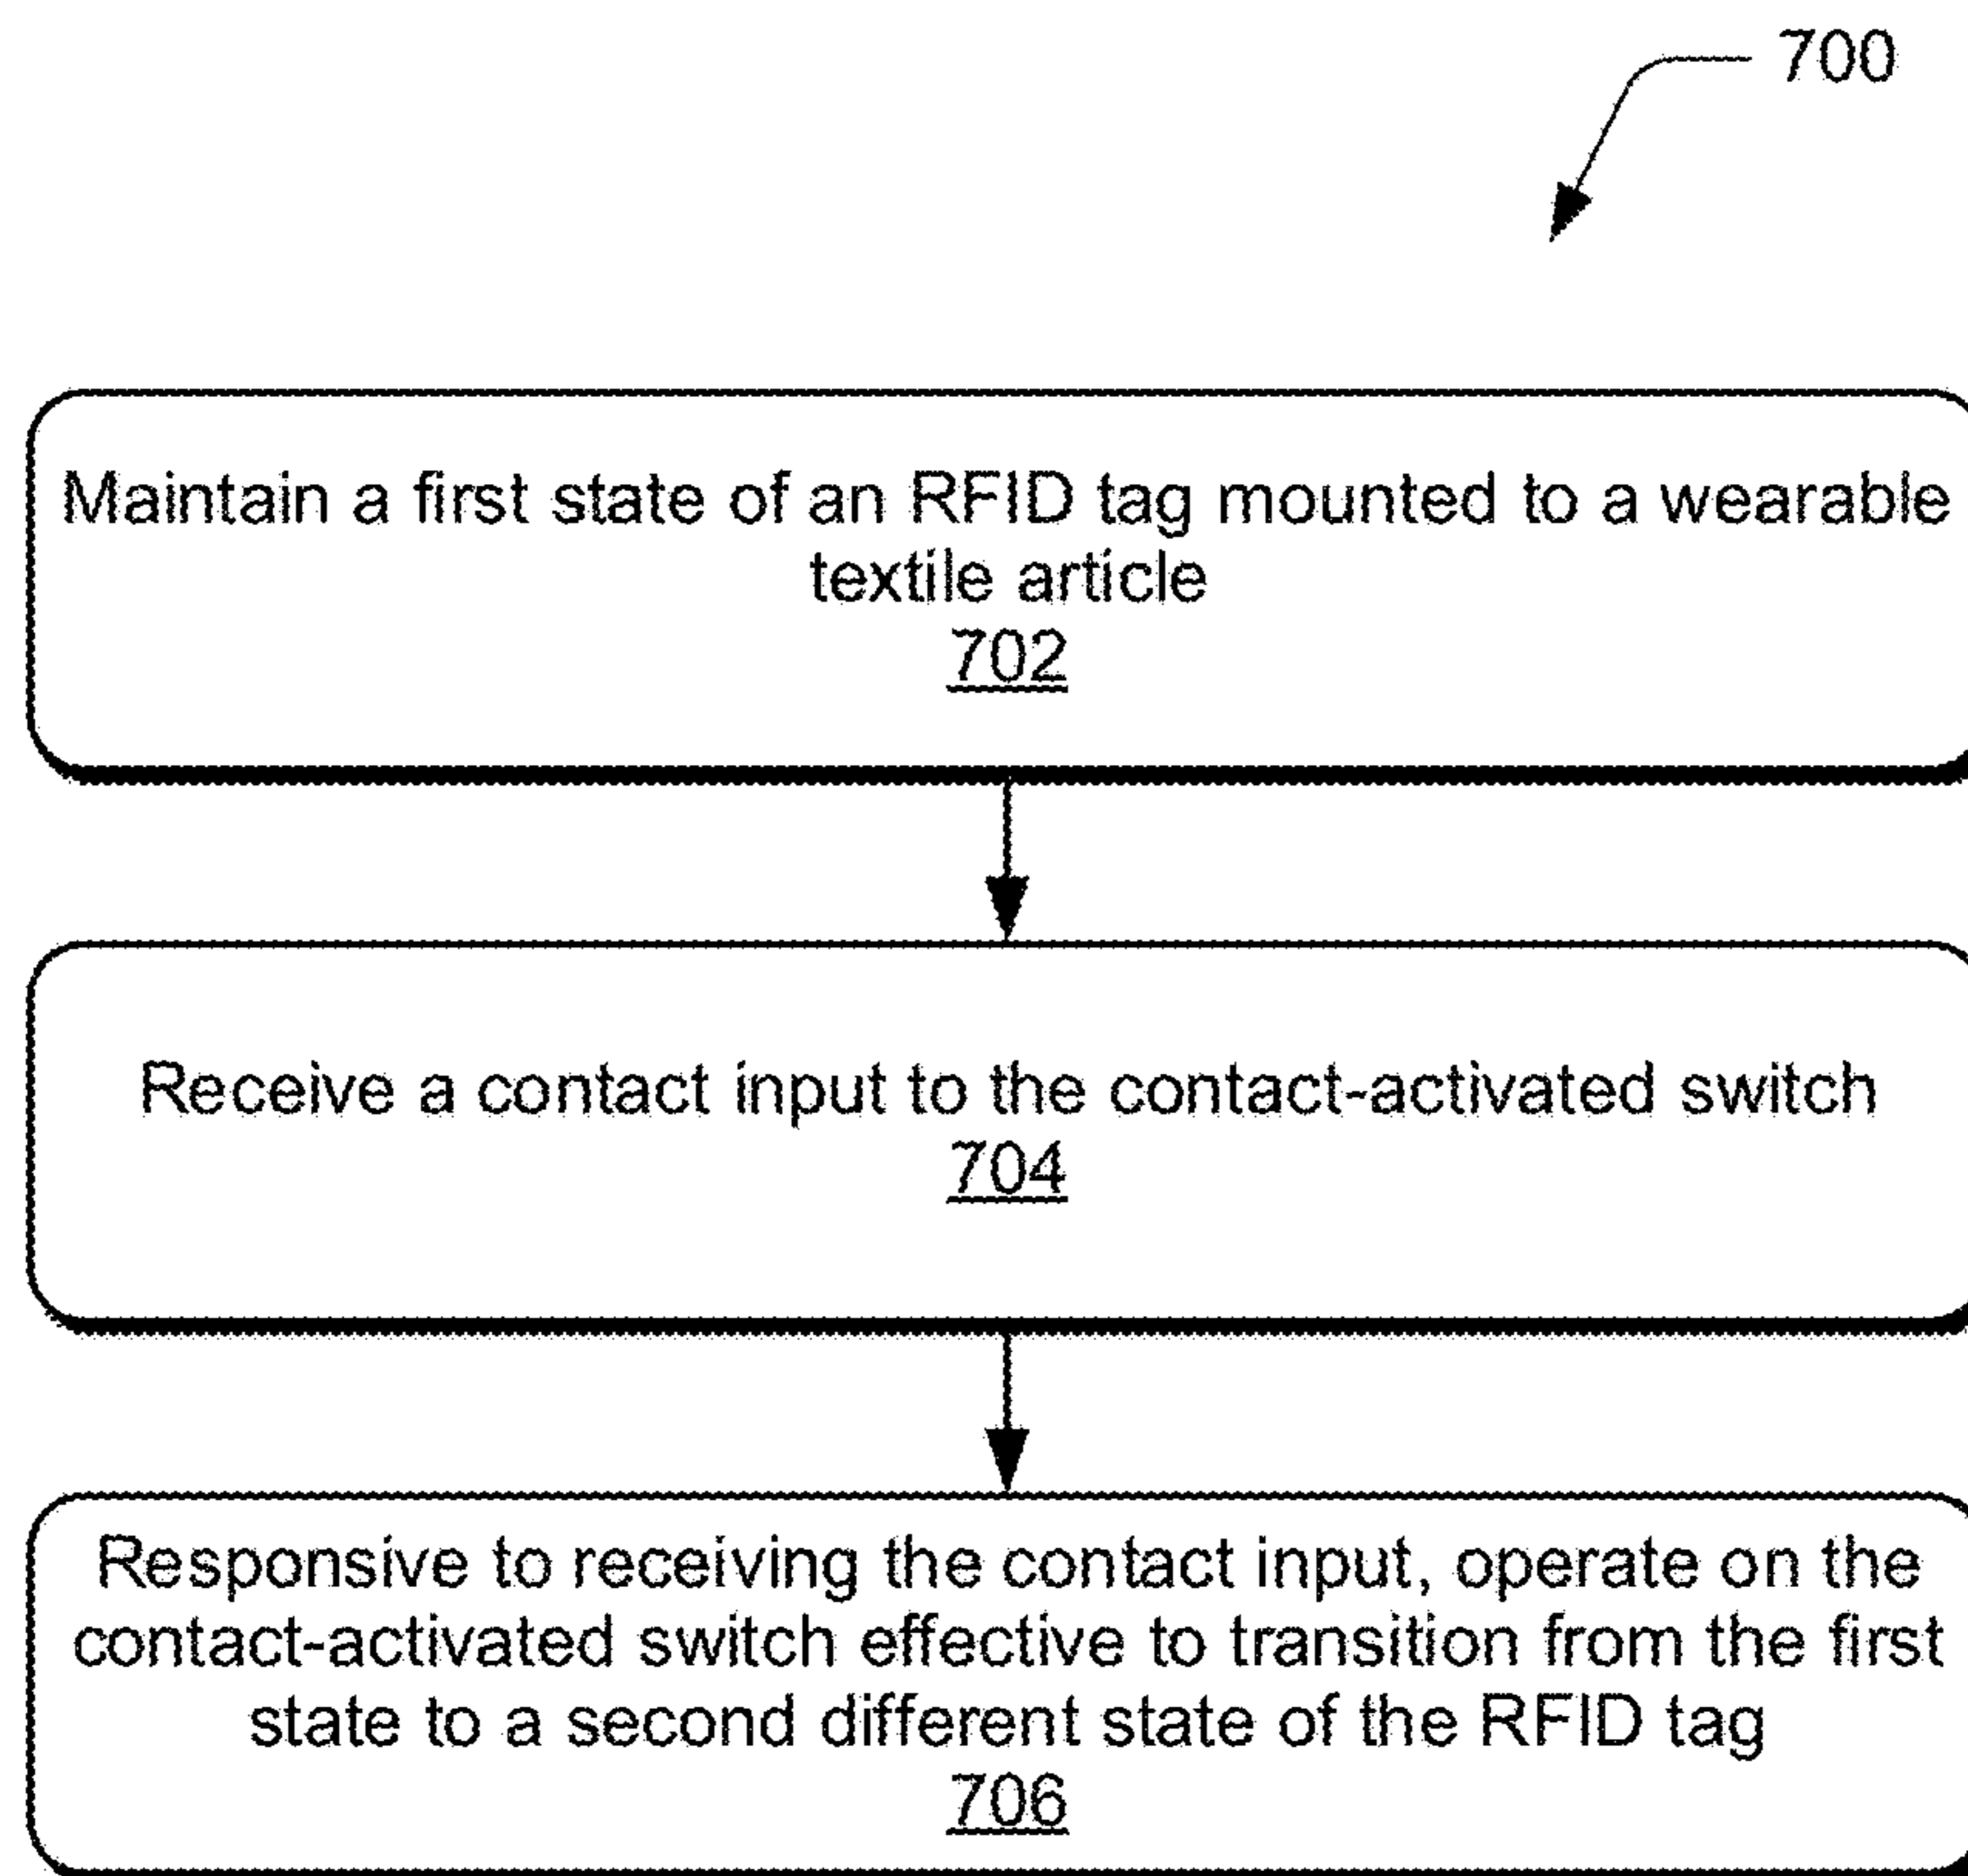 700
Maintain a first state of an RFID tag mounted to a wearable
textile article
702
Receive a contact input to the contact-activated switch
704
Responsive to receiving the contact input, operate on the
contact-activated switch effective to transition from the first
state to a second different state of the RFID tag
706